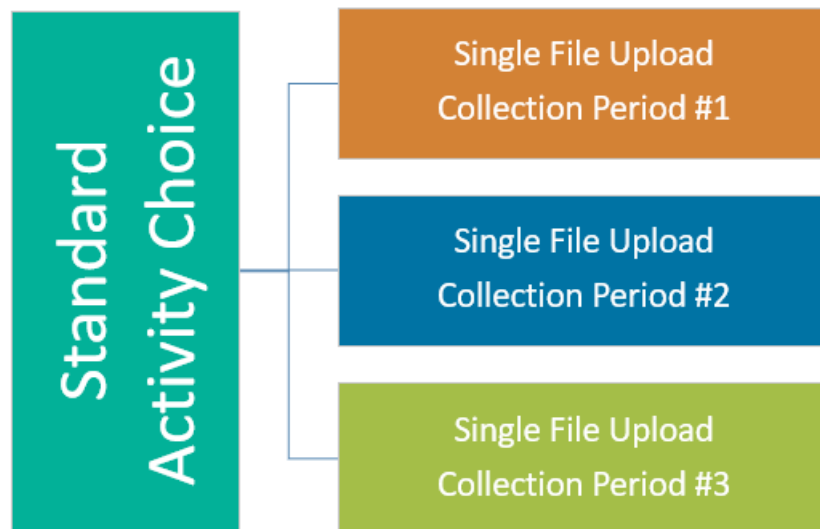 Standard
Activity Choice
Single File Upload
Collection Period #1
Single File Upload
Collection Period #2
Single File Upload
Collection Period #3